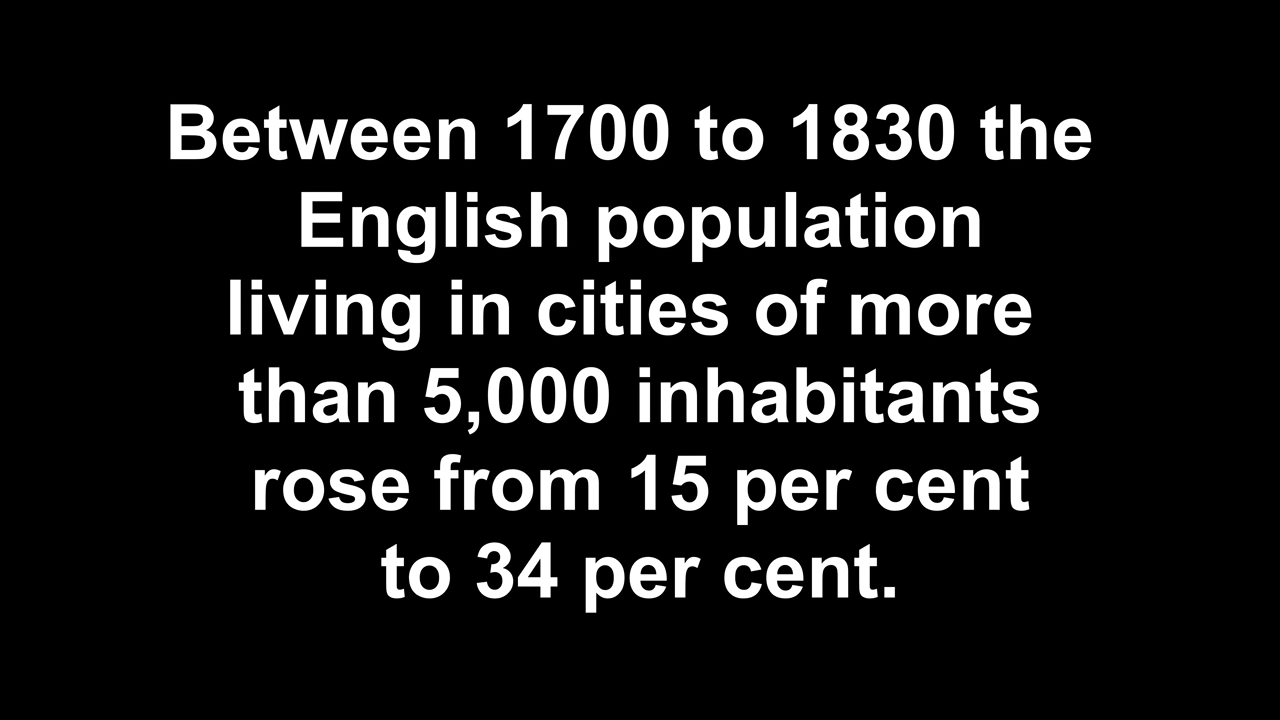 Between 1700 to 1830 the
English population
living in cities of more
than 5,000 inhabitants
rose from 15 per cent
to 34 per cent.